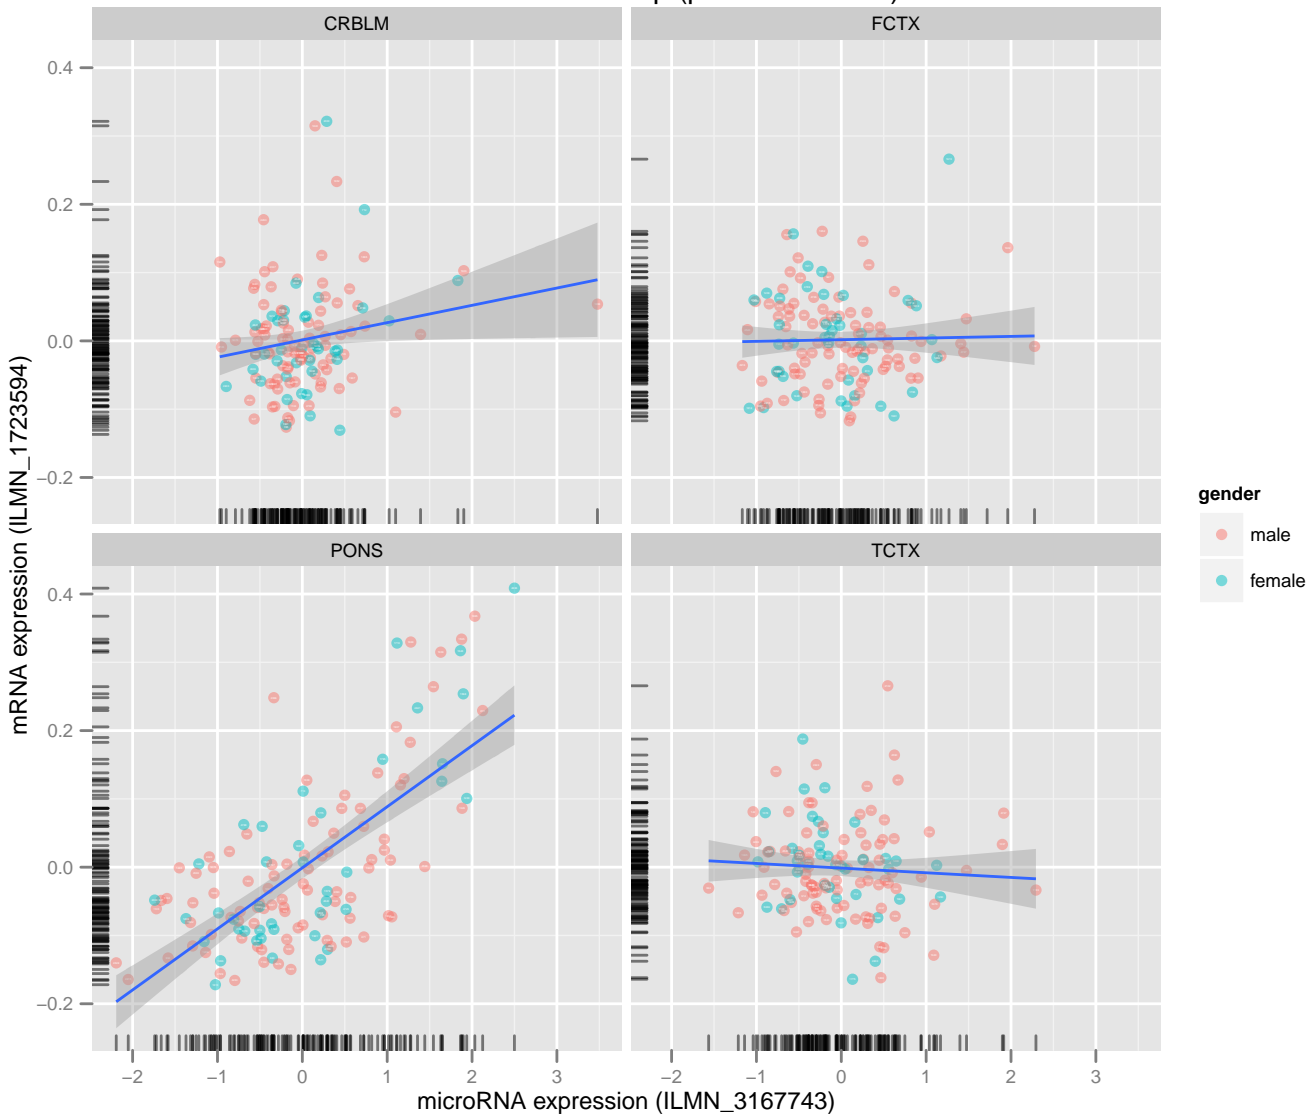 CRBLM
FCTX
0.4
0.2
0.0
−0.2
PONS
TCTX
0.4
0.2
0.0
−0.2
−2 −1 0 1 2 3
−2 −1 0 1 2 3
microRNA expression (ILMN_3167743)
mRNA expression (ILMN_1723594)
gender
male
female